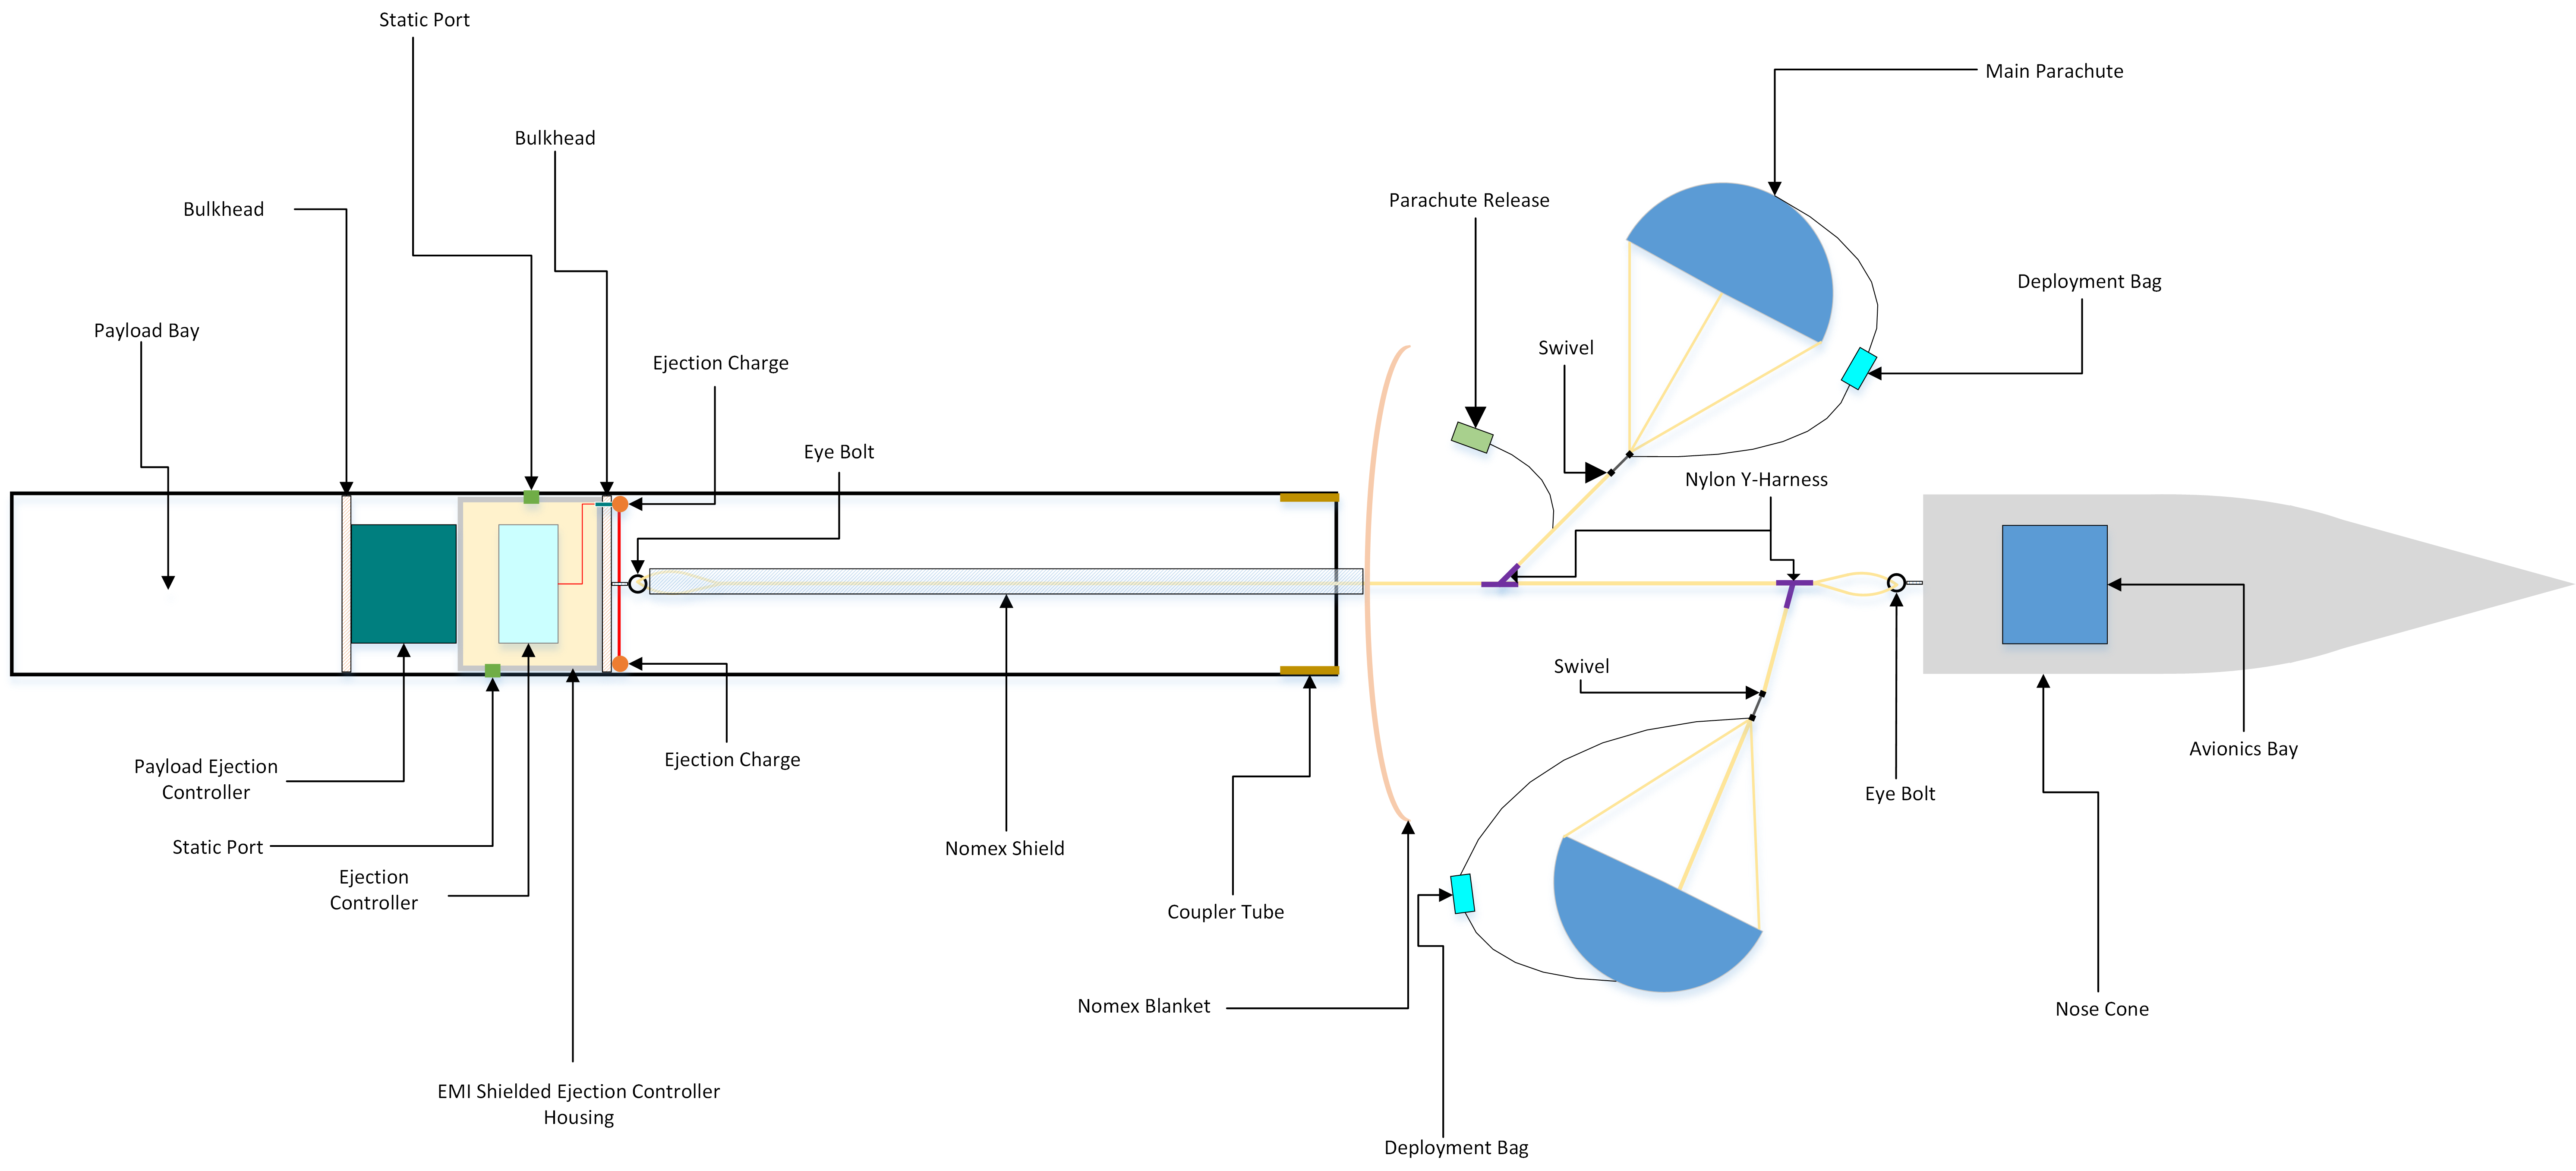 Static Port
Main Parachute
Bulkhead
Parachute Release
Bulkhead
Deployment Bag
Payload Bay
Swivel
Ejection Charge
Eye Bolt
Nylon Y-Harness
Swivel
Avionics Bay
Ejection Charge
Payload Ejection
Controller
Eye Bolt
Static Port
Nomex Shield
Ejection
Controller
Coupler Tube
Nomex Blanket
Nose Cone
EMI Shielded Ejection Controller
Housing
Deployment Bag